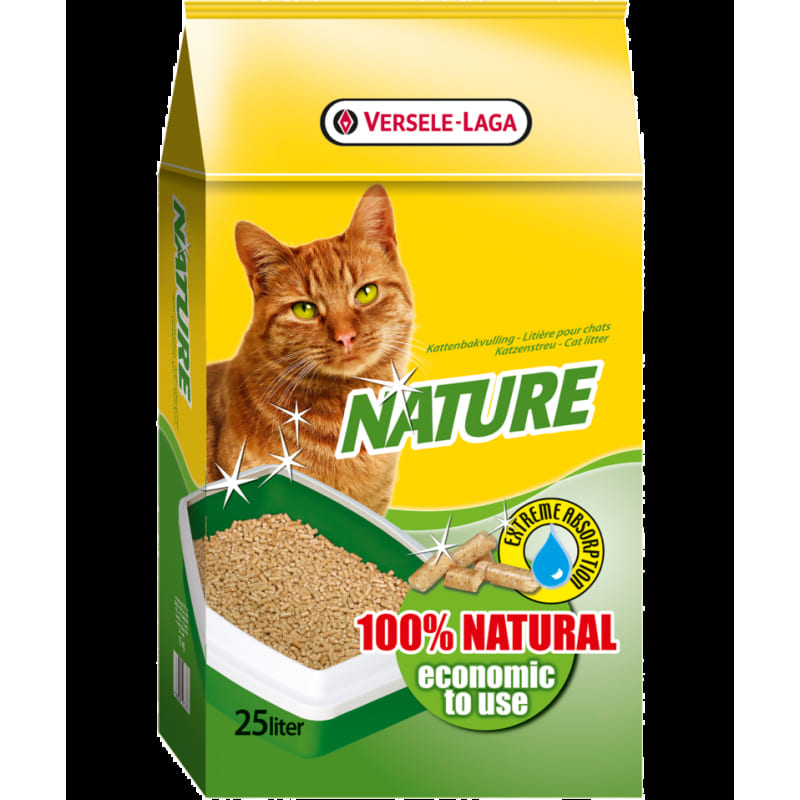 VERSELE-LAGA
NATURE
Kattenbakvulling - Litière pour chats
Katzenstreu - Cat litter
NATURE
EXTREME ABSORPTION
100% NATURAL
economic
to use
25liter